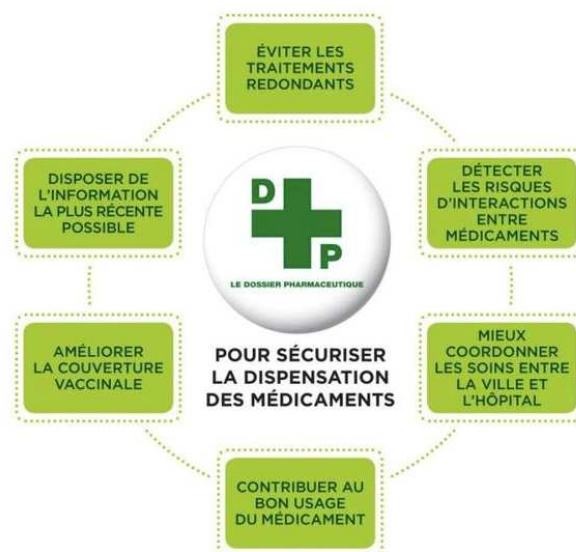 ÉVITER LES
TRAITEMENTS
REDONDANTS
DISPOSER DE
L'INFORMATION
LA PLUS RÉCENTE
POSSIBLE
D
P
LE DOSSIER PHARMACEUTIQUE
DÉTECTER
LES RISQUES
D'INTERACTIONS
ENTRE
MÉDICAMENTS
AMÉLIORER
LA COUVERTURE
VACCINALE
POUR SÉCURISER
LA DISPENSATION
DES MÉDICAMENTS
MIEUX
COORDONNER
LES SOINS ENTRE
LA VILLE ET
L'HÔPITAL
CONTRIBUER AU
BON USAGE
DU MÉDICAMENT